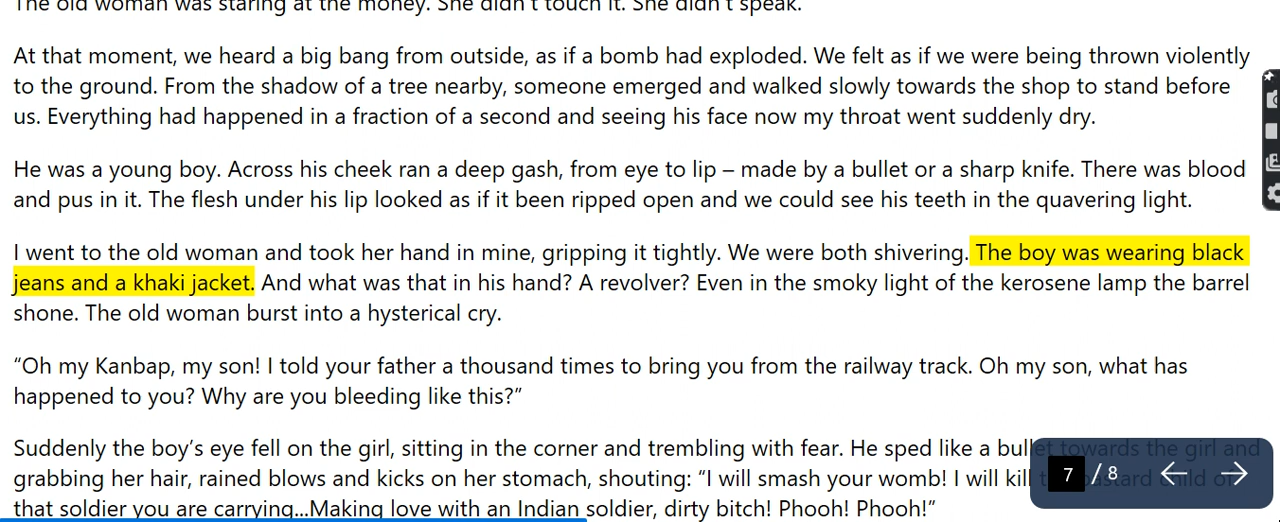 The old woman was staring at the money. She didn't touch it. She didn't speak.
At that moment, we heard a big bang from outside, as if a bomb had exploded. We felt as if we were being thrown violently
to the ground. From the shadow of a tree nearby, someone emerged and walked slowly towards the shop to stand before
us. Everything had happened in a fraction of a second and seeing his face now my throat went suddenly dry.
He was a young boy. Across his cheek ran a deep gash, from eye to lip – made by a bullet or a sharp knife. There was blood
and pus in it. The flesh under his lip looked as if it been ripped open and we could see his teeth in the quavering light.
I went to the old woman and took her hand in mine, gripping it tightly. We were both shivering. The boy was wearing black
jeans and a khaki jacket. And what was that in his hand? A revolver? Even in the smoky light of the kerosene lamp the barrel
shone. The old woman burst into a hysterical cry.
“Oh my Kanbap, my son! I told your father a thousand times to bring you from the railway track. Oh my son, what has
happened to you? Why are you bleeding like this?”
Suddenly the boy’s eye fell on the girl, sitting in the corner and trembling with fear. He sped like a bullet towards the girl and
grabbing her hair, rained blows and kicks on her stomach, shouting: “I will smash your womb! I will kill bastard child of
that soldier you are carrying...Making love with an Indian soldier, dirty bitch! Phooh! Phooh!”
7 / 8